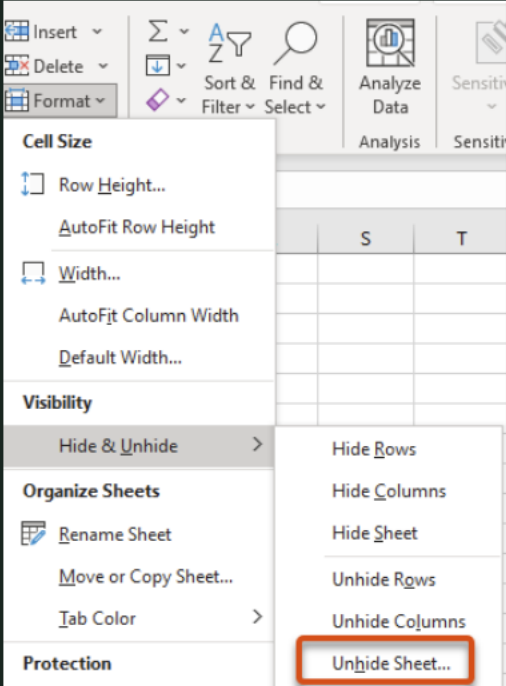 Insert
Delete
Format
Sort &
Filter
Find &
Select
Analyze
Data
Analysis
Cell Size
Row Height...
AutoFit Row Height
Width...
AutoFit Column Width
Default Width...
Visibility
Hide & Unhide
Organize Sheets
Rename Sheet
Move or Copy Sheet...
Tab Color
Protection
S T
Hide Rows
Hide Columns
Hide Sheet
Unhide Rows
Unhide Columns
Unhide Sheet...